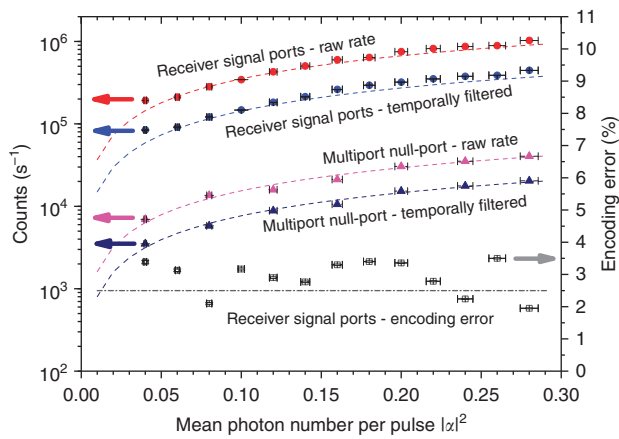 Receiver signal ports - raw rate
Receiver signal ports - temporally filtered
Multiport null-port - raw rate
Multiport null-port - temporally filtered
Receiver signal ports - encoding error
Counts (s⁻¹)
10⁶
10⁵
10⁴
10³
10²
Encoding error (%)
11
10
9
8
7
6
5
4
3
2
1
0
0.00 0.05 0.10 0.15 0.20 0.25 0.30
Mean photon number per pulse |α|²